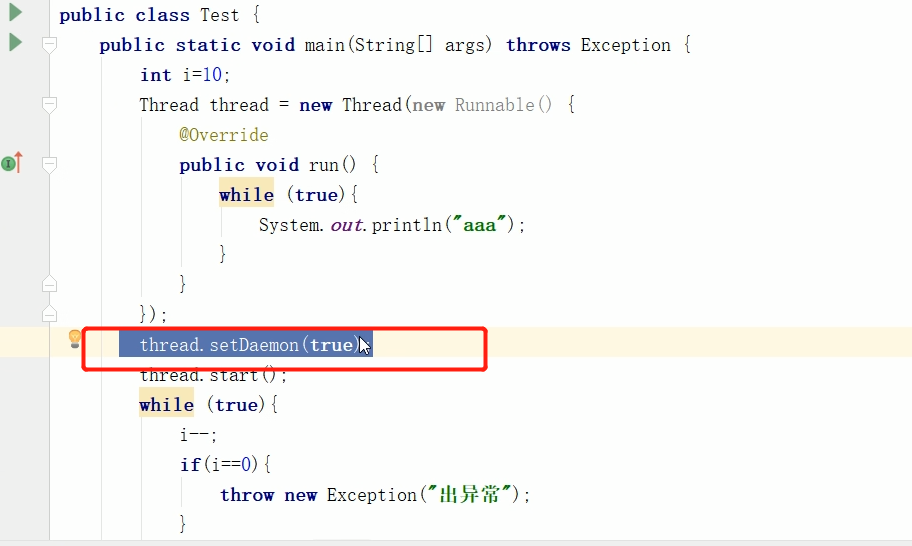 public class Test {
public static void main(String[] args) throws Exception {
int i=10;
Thread thread = new Thread(new Runnable() {
@Override
public void run() {
while (true){
System.out.println("aaa");
}
}
});
thread.setDaemon(true);
thread.start();
while (true){
i--;
if(i==0){
throw new Exception("出异常");
}